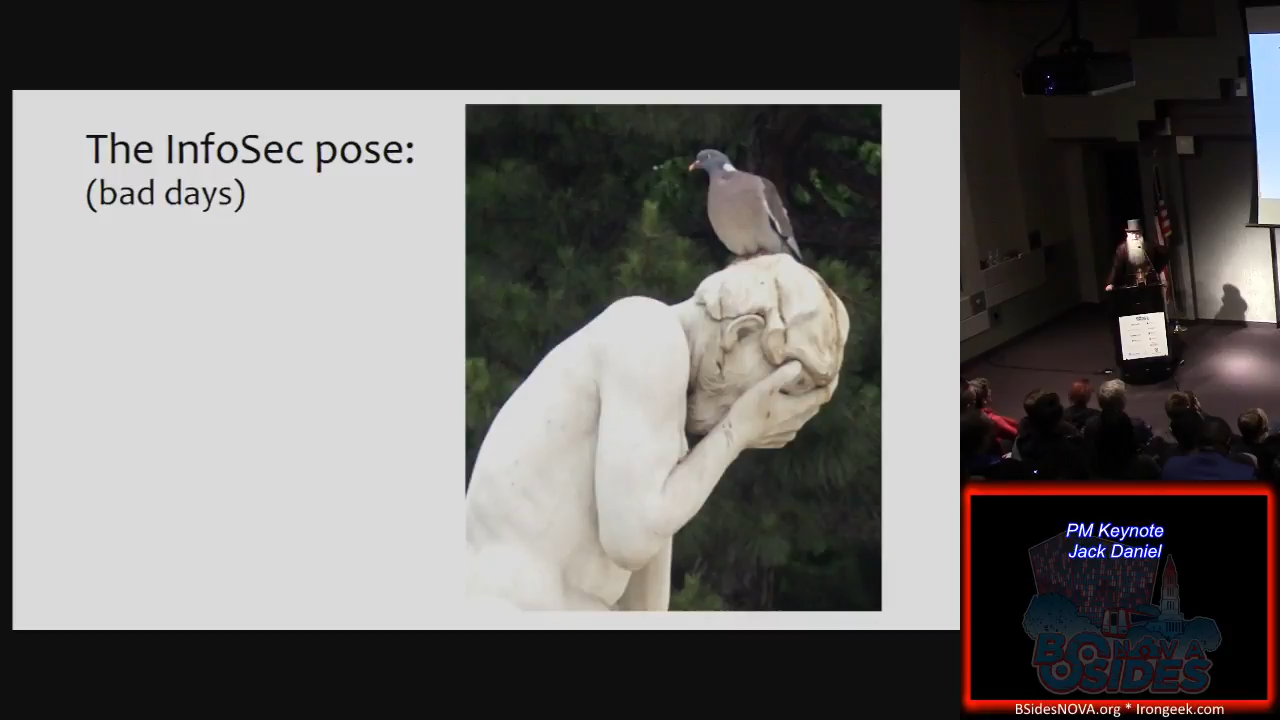 The InfoSec pose:
(bad days)
PM Keynote
Jack Daniel
BSIDES
NOVA
BSidesNOVA.org * Irongeek.com